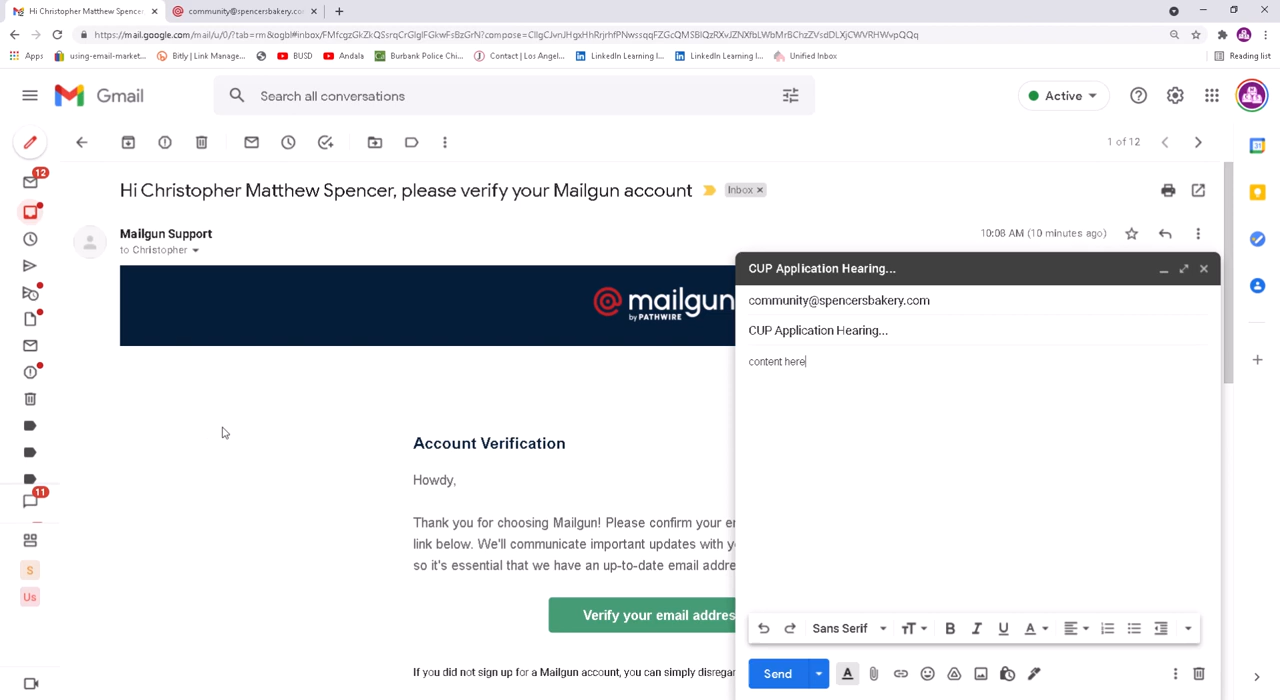 Hi Christopher Matthew Spencer,
community@spencersbakery.co
https://mail.google.com/mail/u/0/?tab=rm&ogbl#inbox/FMfcgzGkZkQSsrqCrGlglFGkwFsBzGrN?compose=CllgCJvnJHgxHhRrjrhfPNwssqqFZGcQMSBlQzRXvJZNXfbLWbMrBChzZVsdDLXjCWVRHWvpQQq
Apps
using-email-market...
Bitly | Link Manage...
BUSD
Andala
Burbank Police Chi...
Contact | Los Angel...
LinkedIn Learning I...
LinkedIn Learning I...
Unified Inbox
Reading list
Gmail
Search all conversations
Active
12
1 of 12
Hi Christopher Matthew Spencer, please verify your Mailgun account
Inbox
Mailgun Support
to Christopher
10:08 AM (10 minutes ago)
mailgun
by PATHWIRE
Account Verification
Howdy,
Thank you for choosing Mailgun! Please confirm your e
link below. We'll communicate important updates with y
so it's essential that we have an up-to-date email addre
Verify your email addres
If you did not sign up for a Mailgun account, you can simply disregar
11
S
Us
31
CUP Application Hearing...
community@spencersbakery.com
CUP Application Hearing...
content here
Sans Serif
Send